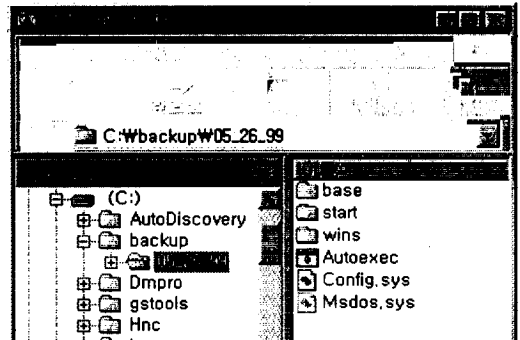 C:₩backup₩05_26_99
(C:)
AutoDiscovery
backup
Dmpro
gstools
Hnc
base
start
wins
Autoexec
Config.sys
Msdos.sys